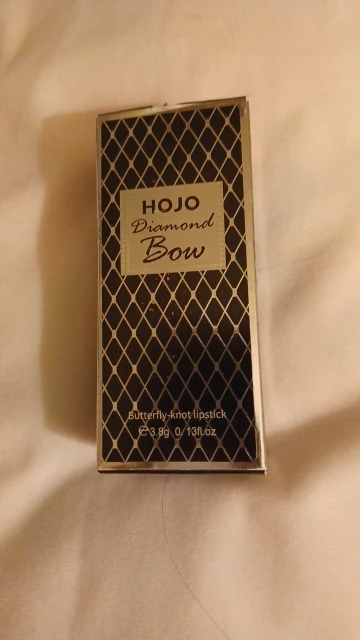 HOJO
Diamond
Bow
Butterfly-knot lipstick
℮3.8g 0.13fl.oz